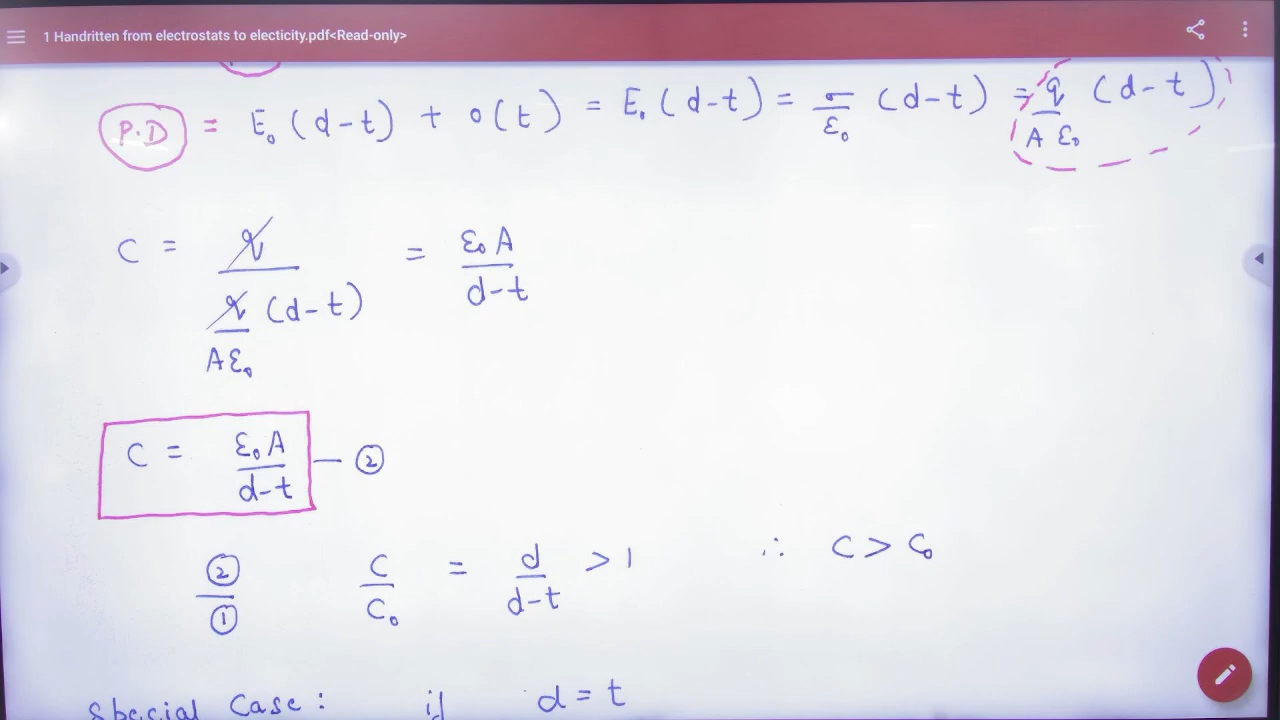 1 Handritten from electrostats to electicity.pdf<Read-only>
P.D = E₀ (d-t) + 0(t) = E₀ (d-t) = σ/ε₀ (d-t) = q/Aε₀ (d-t)
C = q / (q/Aε₀ (d-t)) = ε₀A/(d-t)
C = ε₀A/(d-t) — ②
②/① C/C₀ = d/(d-t) > 1 ∴ C > C₀
Special Case : if d = t